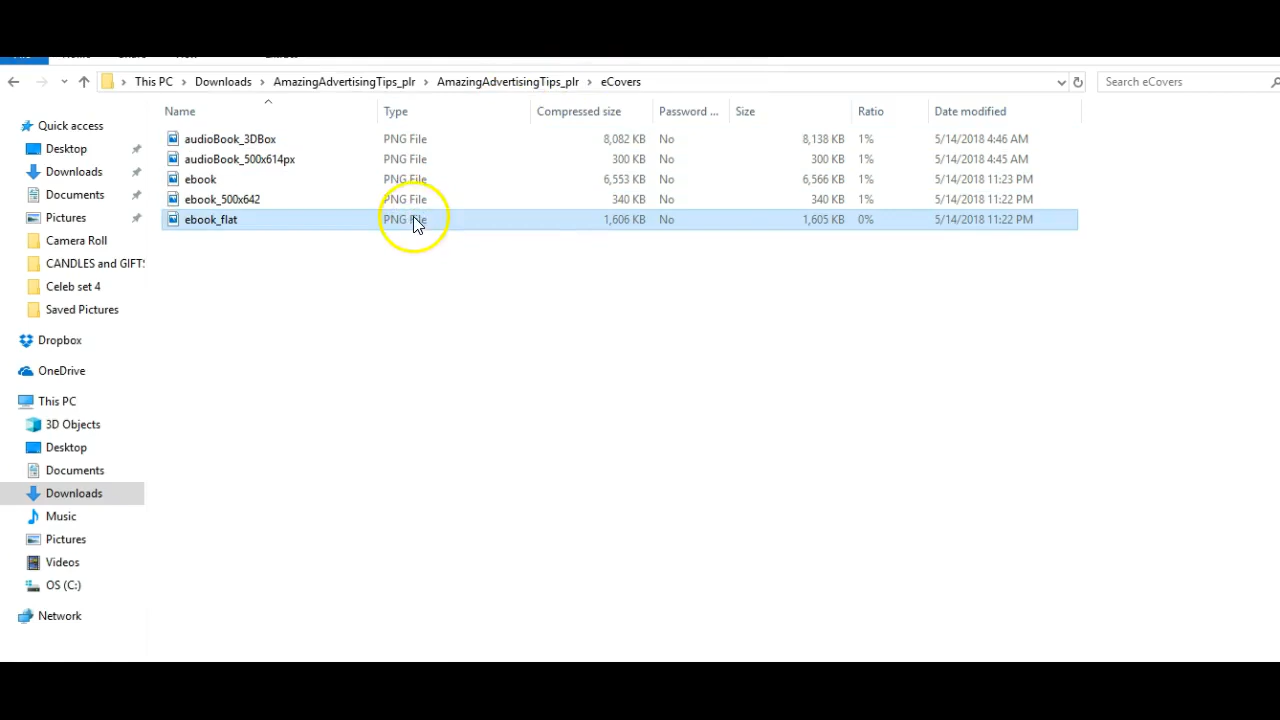 This PC > Downloads > AmazingAdvertisingTips_plr > AmazingAdvertisingTips_plr > eCovers
Search eCovers
Name Type Compressed size Password ... Size Ratio Date modified
audioBook_3DBox PNG File 8,082 KB No 8,138 KB 1% 5/14/2018 4:46 AM
audioBook_500x614px PNG File 300 KB No 300 KB 1% 5/14/2018 4:45 AM
ebook PNG File 6,553 KB No 6,566 KB 1% 5/14/2018 11:23 PM
ebook_500x642 PNG File 340 KB No 340 KB 1% 5/14/2018 11:22 PM
ebook_flat PNG File 1,606 KB No 1,605 KB 0% 5/14/2018 11:22 PM
Quick access
Desktop
Downloads
Documents
Pictures
Camera Roll
CANDLES and GIFTS
Celeb set 4
Saved Pictures
Dropbox
OneDrive
This PC
3D Objects
Desktop
Documents
Downloads
Music
Pictures
Videos
OS (C:)
Network